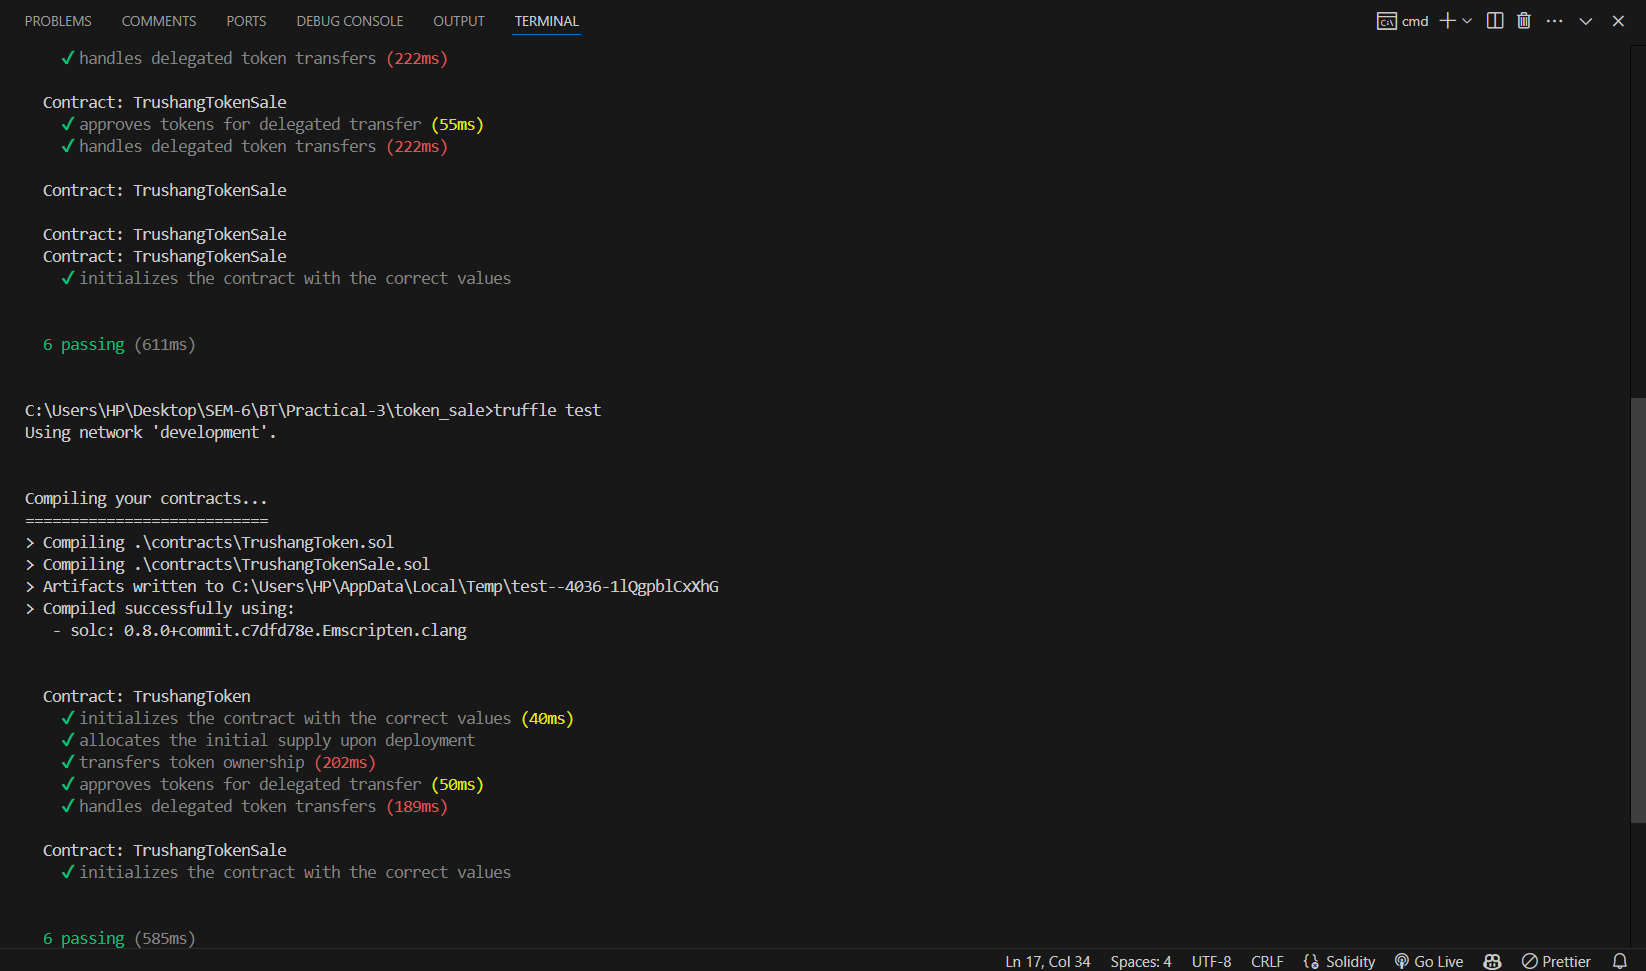 PROBLEMS COMMENTS PORTS DEBUG CONSOLE OUTPUT TERMINAL cmd
✓ handles delegated token transfers (222ms)
Contract: TrushangTokenSale
✓ approves tokens for delegated transfer (55ms)
✓ handles delegated token transfers (222ms)
Contract: TrushangTokenSale
Contract: TrushangTokenSale
Contract: TrushangTokenSale
✓ initializes the contract with the correct values
6 passing (611ms)
C:\Users\HP\Desktop\SEM-6\BT\Practical-3\token_sale>truffle test
Using network 'development'.
Compiling your contracts...
===========================
> Compiling .\contracts\TrushangToken.sol
> Compiling .\contracts\TrushangTokenSale.sol
> Artifacts written to C:\Users\HP\AppData\Local\Temp\test--4036-1lQgpblCxXhG
> Compiled successfully using:
- solc: 0.8.0+commit.c7dfd78e.Emscripten.clang
Contract: TrushangToken
✓ initializes the contract with the correct values (40ms)
✓ allocates the initial supply upon deployment
✓ transfers token ownership (202ms)
✓ approves tokens for delegated transfer (50ms)
✓ handles delegated token transfers (189ms)
Contract: TrushangTokenSale
✓ initializes the contract with the correct values
6 passing (585ms)
Ln 17, Col 34 Spaces: 4 UTF-8 CRLF Solidity Go Live Prettier